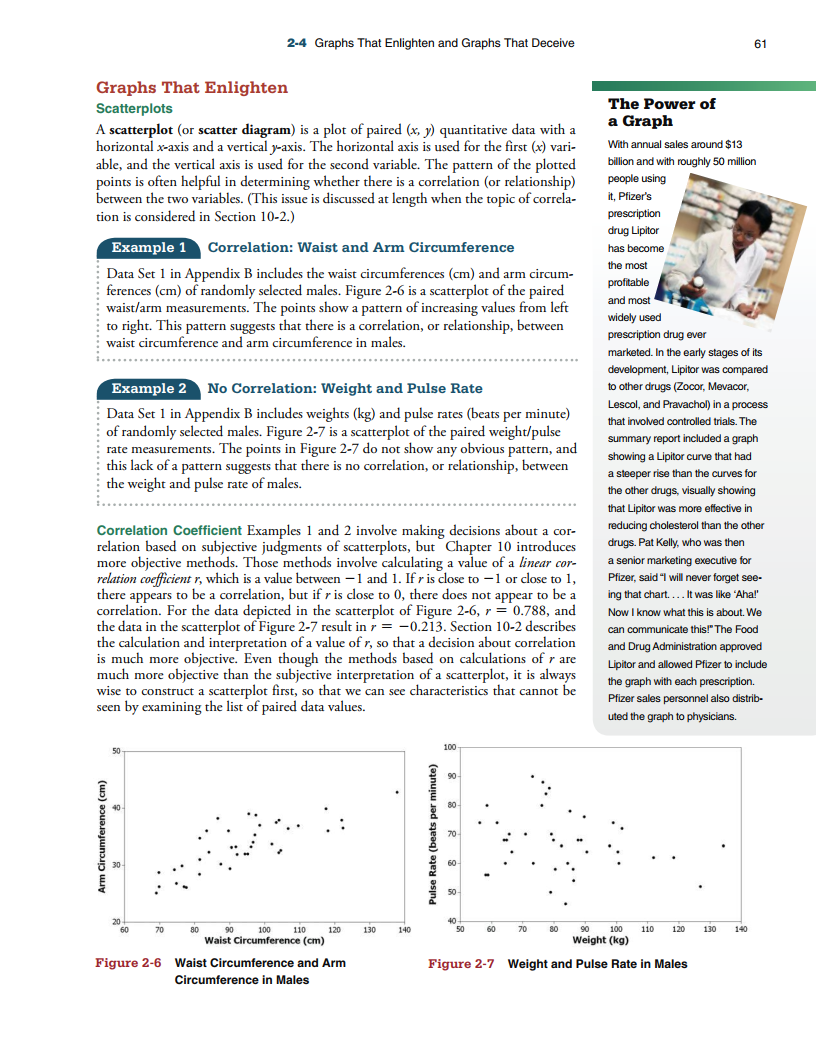 2-4 Graphs That Enlighten and Graphs That Deceive 61
Graphs That Enlighten
Scatterplots
A scatterplot (or scatter diagram) is a plot of paired (x, y) quantitative data with a
horizontal x-axis and a vertical y-axis. The horizontal axis is used for the first (x) vari-
able, and the vertical axis is used for the second variable. The pattern of the plotted
points is often helpful in determining whether there is a correlation (or relationship)
between the two variables. (This issue is discussed at length when the topic of correla-
tion is considered in Section 10-2.)
Example 1 Correlation: Waist and Arm Circumference
Data Set 1 in Appendix B includes the waist circumferences (cm) and arm circum-
ferences (cm) of randomly selected males. Figure 2-6 is a scatterplot of the paired
waist/arm measurements. The points show a pattern of increasing values from left
to right. This pattern suggests that there is a correlation, or relationship, between
waist circumference and arm circumference in males.
Example 2 No Correlation: Weight and Pulse Rate
Data Set 1 in Appendix B includes weights (kg) and pulse rates (beats per minute)
of randomly selected males. Figure 2-7 is a scatterplot of the paired weight/pulse
rate measurements. The points in Figure 2-7 do not show any obvious pattern, and
this lack of a pattern suggests that there is no correlation, or relationship, between
the weight and pulse rate of males.
Correlation Coefficient Examples 1 and 2 involve making decisions about a cor-
relation based on subjective judgments of scatterplots, but Chapter 10 introduces
more objective methods. Those methods involve calculating a value of a linear cor-
relation coefficient r, which is a value between −1 and 1. If r is close to −1 or close to 1,
there appears to be a correlation, but if r is close to 0, there does not appear to be a
correlation. For the data depicted in the scatterplot of Figure 2-6, r = 0.788, and
the data in the scatterplot of Figure 2-7 result in r = −0.213. Section 10-2 describes
the calculation and interpretation of a value of r, so that a decision about correlation
is much more objective. Even though the methods based on calculations of r are
much more objective than the subjective interpretation of a scatterplot, it is always
wise to construct a scatterplot first, so that we can see characteristics that cannot be
seen by examining the list of paired data values.
The Power of
a Graph
With annual sales around $13
billion and with roughly 50 million
people using
it, Pfizer's
prescription
drug Lipitor
has become
the most
profitable
and most
widely used
prescription drug ever
marketed. In the early stages of its
development, Lipitor was compared
to other drugs (Zocor, Mevacor,
Lescol, and Pravachol) in a process
that involved controlled trials. The
summary report included a graph
showing a Lipitor curve that had
a steeper rise than the curves for
the other drugs, visually showing
that Lipitor was more effective in
reducing cholesterol than the other
drugs. Pat Kelly, who was then
a senior marketing executive for
Pfizer, said "I will never forget see-
ing that chart. . . . It was like 'Aha!'
Now I know what this is about. We
can communicate this!" The Food
and Drug Administration approved
Lipitor and allowed Pfizer to include
the graph with each prescription.
Pfizer sales personnel also distrib-
uted the graph to physicians.
Arm Circumference (cm)
50
40
30
20
60 70 80 90 100 110 120 130 140
Waist Circumference (cm)
Figure 2-6 Waist Circumference and Arm
Circumference in Males
Pulse Rate (beats per minute)
100
90
80
70
60
50
40
50 60 70 80 90 100 110 120 130 140
Weight (kg)
Figure 2-7 Weight and Pulse Rate in Males